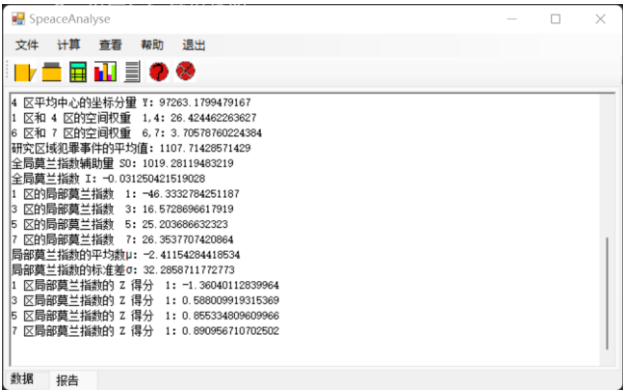 SpeaceAnalyse
文件 计算 查看 帮助 退出
4 区平均中心的坐标分量 Y: 97263.1799479167
1 区和 4 区的空间权重 1,4: 26.424462263627
6 区和 7 区的空间权重 6,7: 3.70578760224384
研究区域犯罪事件的平均值: 1107.71428571429
全局莫兰指数辅助量 S0: 1019.28119483219
全局莫兰指数 I: -0.031250421519028
1 区的局部莫兰指数 1: -46.3332784251187
3 区的局部莫兰指数 3: 16.5728696617919
5 区的局部莫兰指数 5: 25.203686632323
7 区的局部莫兰指数 7: 26.3537707420864
局部莫兰指数的平均数μ: -2.41154284418534
局部莫兰指数的标准差σ: 32.2858711772773
1 区局部莫兰指数的 Z 得分 1: -1.36040112839964
3 区局部莫兰指数的 Z 得分 3: 0.588009919315369
5 区局部莫兰指数的 Z 得分 1: 0.855334809609966
7 区局部莫兰指数的 Z 得分 1: 0.890956710702502
数据 报告